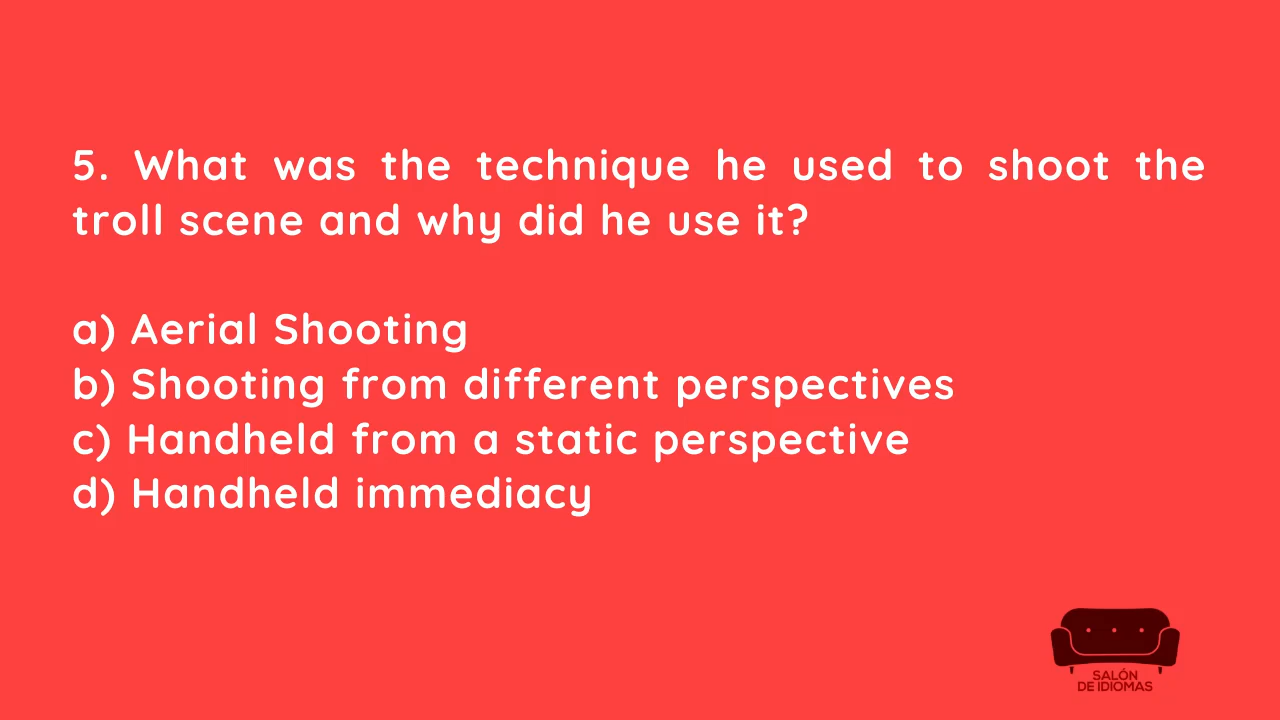 5. What was the technique he used to shoot the
troll scene and why did he use it?
a) Aerial Shooting
b) Shooting from different perspectives
c) Handheld from a static perspective
d) Handheld immediacy
SALÓN
DE IDIOMAS